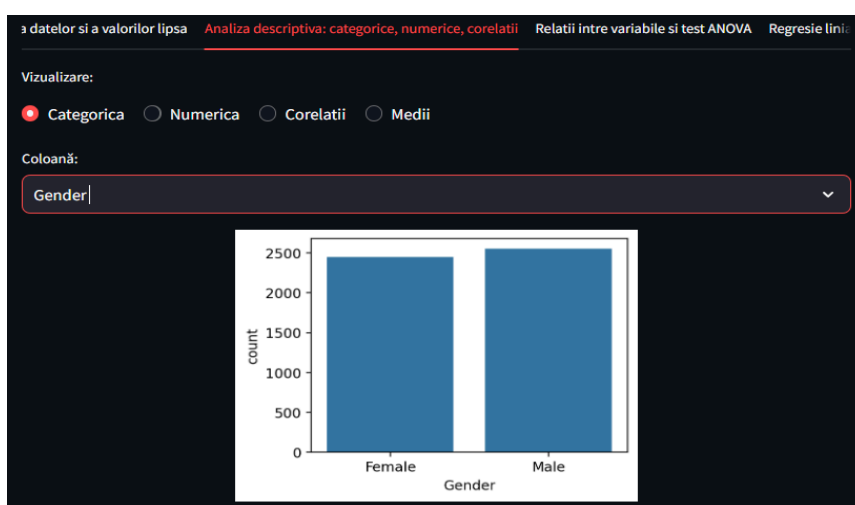 a datelor si a valorilor lipsa Analiza descriptiva: categorice, numerice, corelatii Relatii intre variabile si test ANOVA Regresie linia
Vizualizare:
Categorica Numerica Corelatii Medii
Coloană:
Gender
2500
2000
1500
1000
500
0
count
Female Male
Gender